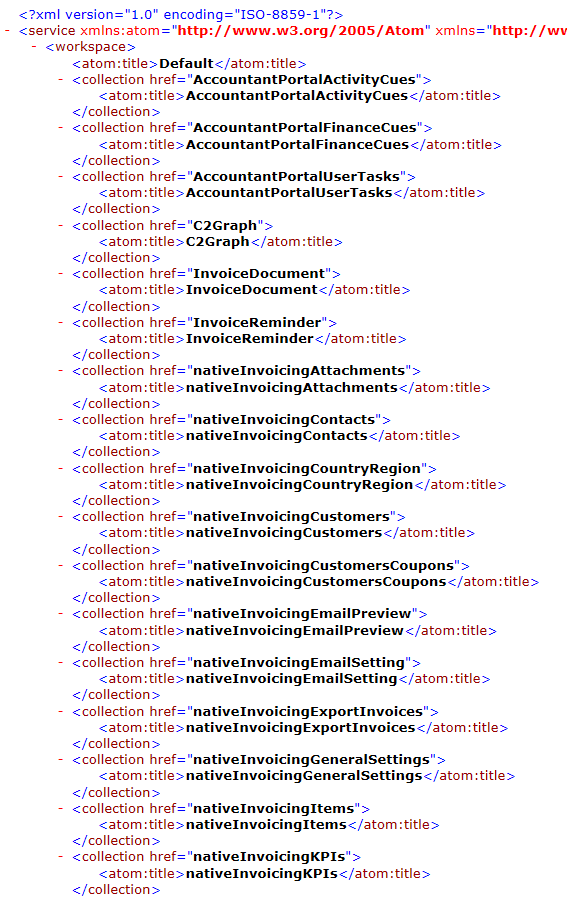 <?xml version="1.0" encoding="ISO-8859-1"?>
- <service xmlns:atom="http://www.w3.org/2005/Atom" xmlns="http://ww
- <workspace>
<atom:title>Default</atom:title>
- <collection href="AccountantPortalActivityCues">
<atom:title>AccountantPortalActivityCues</atom:title>
</collection>
- <collection href="AccountantPortalFinanceCues">
<atom:title>AccountantPortalFinanceCues</atom:title>
</collection>
- <collection href="AccountantPortalUserTasks">
<atom:title>AccountantPortalUserTasks</atom:title>
</collection>
- <collection href="C2Graph">
<atom:title>C2Graph</atom:title>
</collection>
- <collection href="InvoiceDocument">
<atom:title>InvoiceDocument</atom:title>
</collection>
- <collection href="InvoiceReminder">
<atom:title>InvoiceReminder</atom:title>
</collection>
- <collection href="nativeInvoicingAttachments">
<atom:title>nativeInvoicingAttachments</atom:title>
</collection>
- <collection href="nativeInvoicingContacts">
<atom:title>nativeInvoicingContacts</atom:title>
</collection>
- <collection href="nativeInvoicingCountryRegion">
<atom:title>nativeInvoicingCountryRegion</atom:title>
</collection>
- <collection href="nativeInvoicingCustomers">
<atom:title>nativeInvoicingCustomers</atom:title>
</collection>
- <collection href="nativeInvoicingCustomersCoupons">
<atom:title>nativeInvoicingCustomersCoupons</atom:title>
</collection>
- <collection href="nativeInvoicingEmailPreview">
<atom:title>nativeInvoicingEmailPreview</atom:title>
</collection>
- <collection href="nativeInvoicingEmailSetting">
<atom:title>nativeInvoicingEmailSetting</atom:title>
</collection>
- <collection href="nativeInvoicingExportInvoices">
<atom:title>nativeInvoicingExportInvoices</atom:title>
</collection>
- <collection href="nativeInvoicingGeneralSettings">
<atom:title>nativeInvoicingGeneralSettings</atom:title>
</collection>
- <collection href="nativeInvoicingItems">
<atom:title>nativeInvoicingItems</atom:title>
</collection>
- <collection href="nativeInvoicingKPIs">
<atom:title>nativeInvoicingKPIs</atom:title>
</collection>